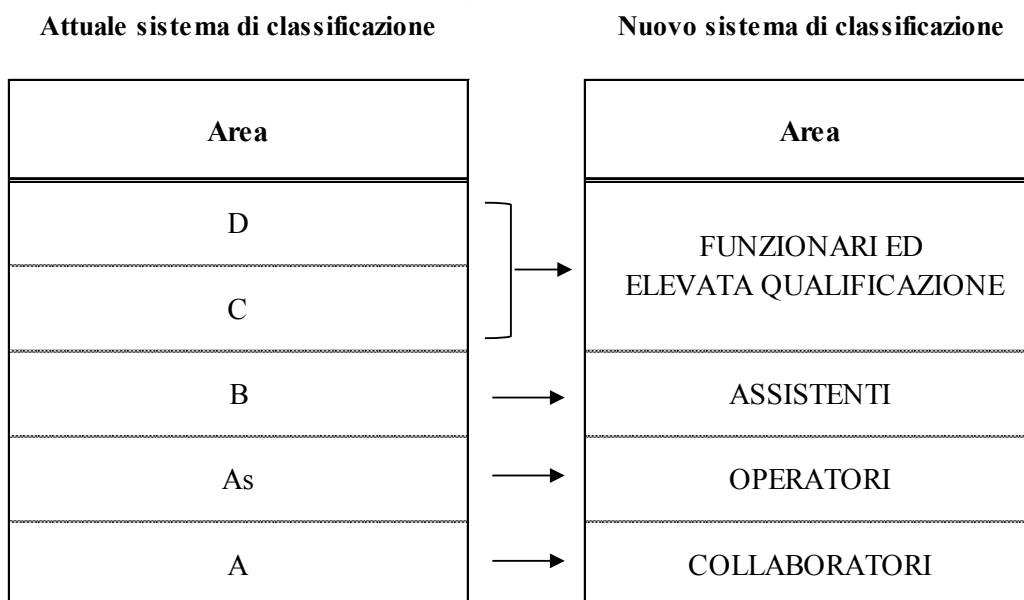 Attuale sistema di classificazione
Nuovo sistema di classificazione
Area
Area
D
C
FUNZIONARI ED
ELEVATA QUALIFICAZIONE
B
ASSISTENTI
As
OPERATORI
A
COLLABORATORI